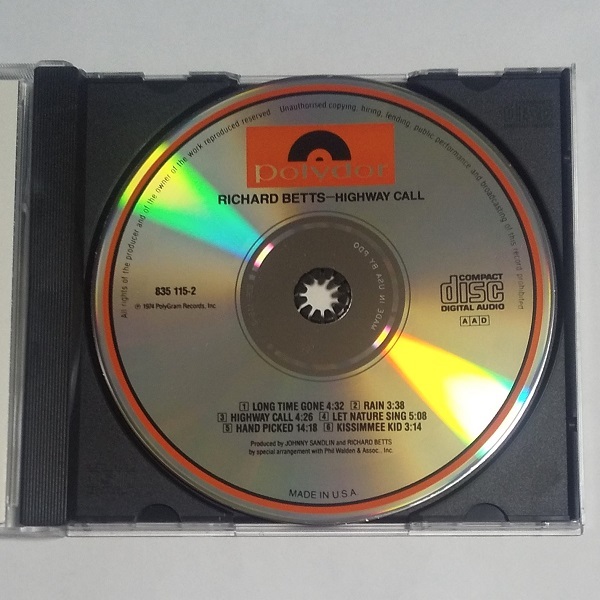 All rights of the producer and of the owner of the work reproduced reserved Unauthorised copying, hiring, lending, public performance and broadcasting of this record prohibited
polydor
RICHARD BETTS—HIGHWAY CALL
MADE IN USA BY PDO
835 115-2
℗ 1974 PolyGram Records, Inc.
COMPACT
disc
DIGITAL AUDIO
AAD
1 LONG TIME GONE 4:32 2 RAIN 3:38
3 HIGHWAY CALL 4:26 4 LET NATURE SING 5:08
5 HAND PICKED 14:18 6 KISSIMMEE KID 3:14
Produced by JOHNNY SANDLIN and RICHARD BETTS
by special arrangement with Phil Walden & Assoc., Inc.
MADE IN U.S.A.